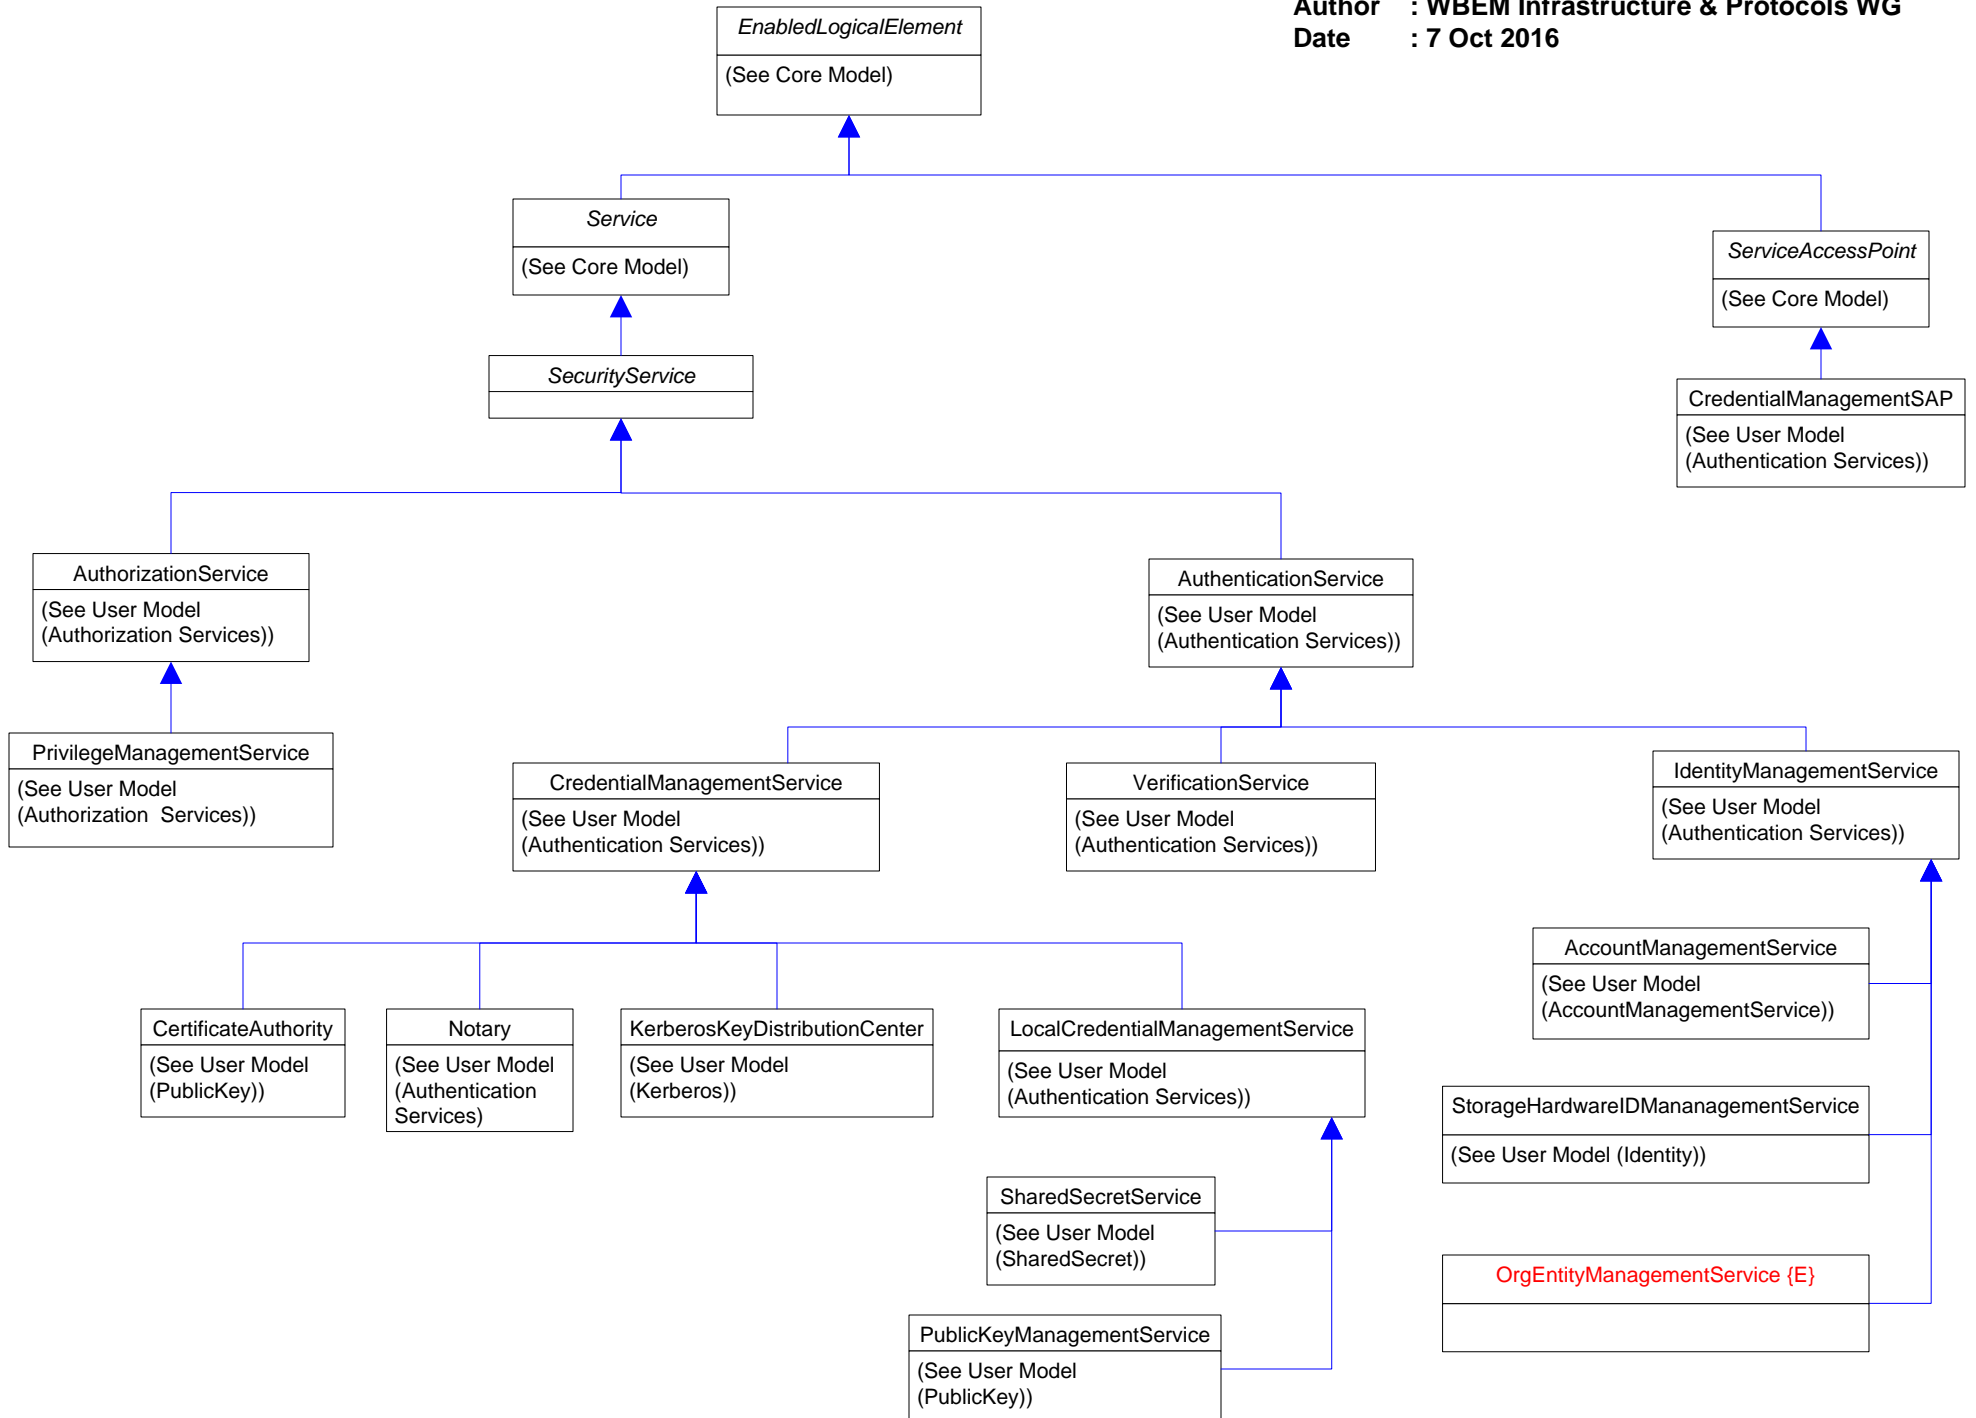 Author : WBEM Infrastructure & Protocols WG
Date : 7 Oct 2016
EnabledLogicalElement
(See Core Model)
Service
(See Core Model)
ServiceAccessPoint
(See Core Model)
SecurityService
CredentialManagementSAP
(See User Model
(Authentication Services))
AuthorizationService
(See User Model
(Authorization Services))
AuthenticationService
(See User Model
(Authentication Services))
PrivilegeManagementService
(See User Model
(Authorization  Services))
CredentialManagementService
(See User Model
(Authentication Services))
VerificationService
(See User Model
(Authentication Services))
IdentityManagementService
(See User Model
(Authentication Services))
AccountManagementService
(See User Model
(AccountManagementService))
CertificateAuthority
(See User Model
(PublicKey))
Notary
(See User Model
(Authentication
Services)
KerberosKeyDistributionCenter
(See User Model
(Kerberos))
LocalCredentialManagementService
(See User Model
(Authentication Services))
StorageHardwareIDMananagementService
(See User Model (Identity))
SharedSecretService
(See User Model
(SharedSecret))
OrgEntityManagementService {E}
PublicKeyManagementService
(See User Model
(PublicKey))